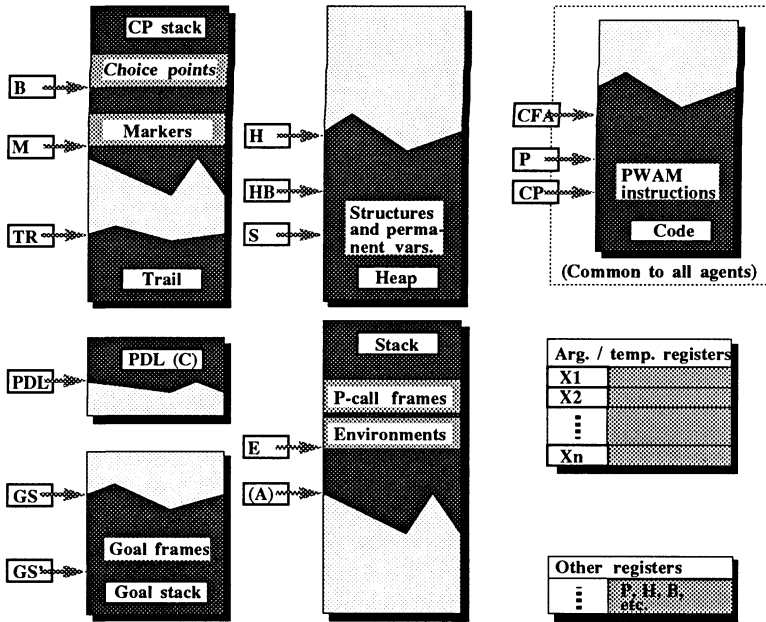 CP stack
Choice points
B
Markers
M
TR
Trail
H
HB
S
Structures
and perma-
nent vars.
Heap
CFA
P
CP
PWAM
instructions
Code
(Common to all agents)
PDL (C)
PDL
Stack
P-call frames
Environments
E
(A)
GS
Goal frames
GS'
Goal stack
Arg. / temp. registers
X1
X2
Xn
Other registers
P, H, B,
etc.